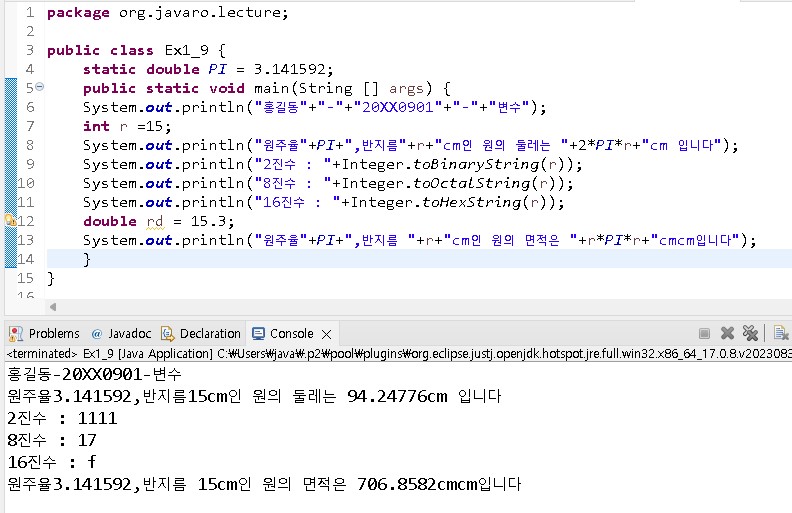 1 package org.javaro.lecture;
2
3 public class Ex1_9 {
4 static double PI = 3.141592;
5 public static void main(String [] args) {
6 System.out.println("홍길동"+"-"+"20XX0901"+"-"+"변수");
7 int r =15;
8 System.out.println("원주율"+PI+",반지름"+r+"cm인 원의 둘레는 "+2*PI*r+"cm 입니다");
9 System.out.println("2진수 : "+Integer.toBinaryString(r));
10 System.out.println("8진수 : "+Integer.toOctalString(r));
11 System.out.println("16진수 : "+Integer.toHexString(r));
12 double rd = 15.3;
13 System.out.println("원주율"+PI+",반지름 "+r+"cm인 원의 면적은 "+r*PI*r+"cmcm입니다");
14 }
15 }
16
Problems @ Javadoc Declaration Console
<terminated> Ex1_9 [Java Application] C:₩Users₩java₩.p2₩pool₩plugins₩org.eclipse.justj.openjdk.hotspot.jre.full.win32.x86_64_17.0.8.v2023083
홍길동-20XX0901-변수
원주율3.141592,반지름15cm인 원의 둘레는 94.24776cm 입니다
2진수 : 1111
8진수 : 17
16진수 : f
원주율3.141592,반지름 15cm인 원의 면적은 706.8582cmcm입니다